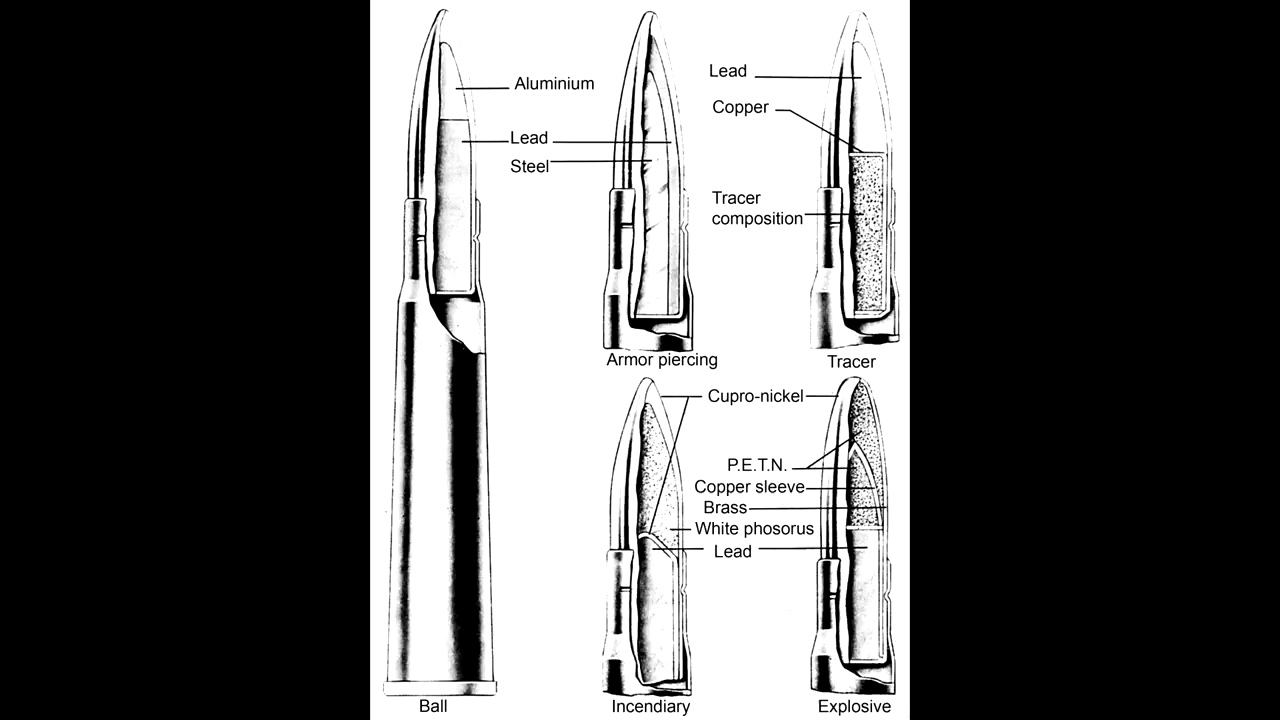 Aluminium
Lead
Steel
Lead
Copper
Tracer
composition
Armor piercing
Tracer
Cupro-nickel
P.E.T.N.
Copper sleeve
Brass
White phosorus
Lead
Ball
Incendiary
Explosive